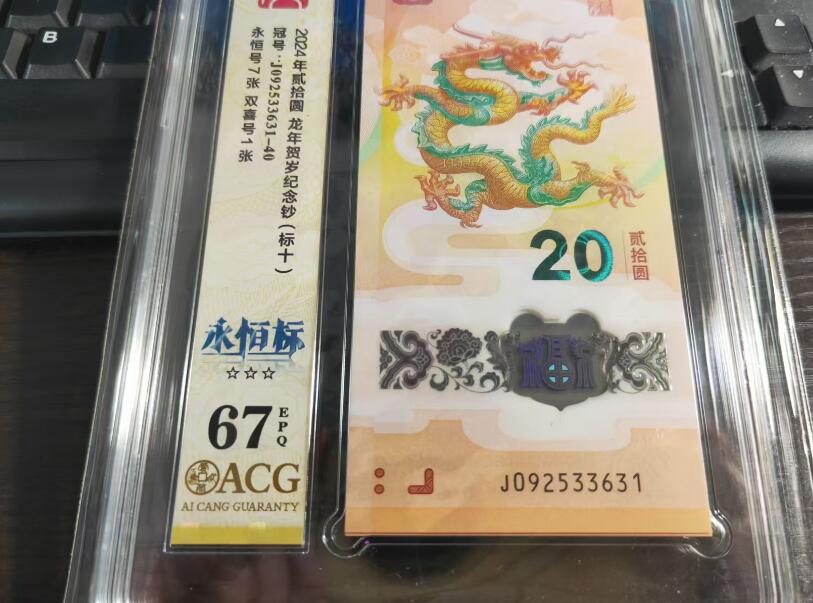 2024年贰拾圆 龙年贺岁纪念钞（标十）
冠号：J092533631-40
永恒号7张 双喜号1张
永恒标
☆☆☆
67 EPQ
ACG
AI CANG GUARANTY
20 贰拾圆
J092533631
B